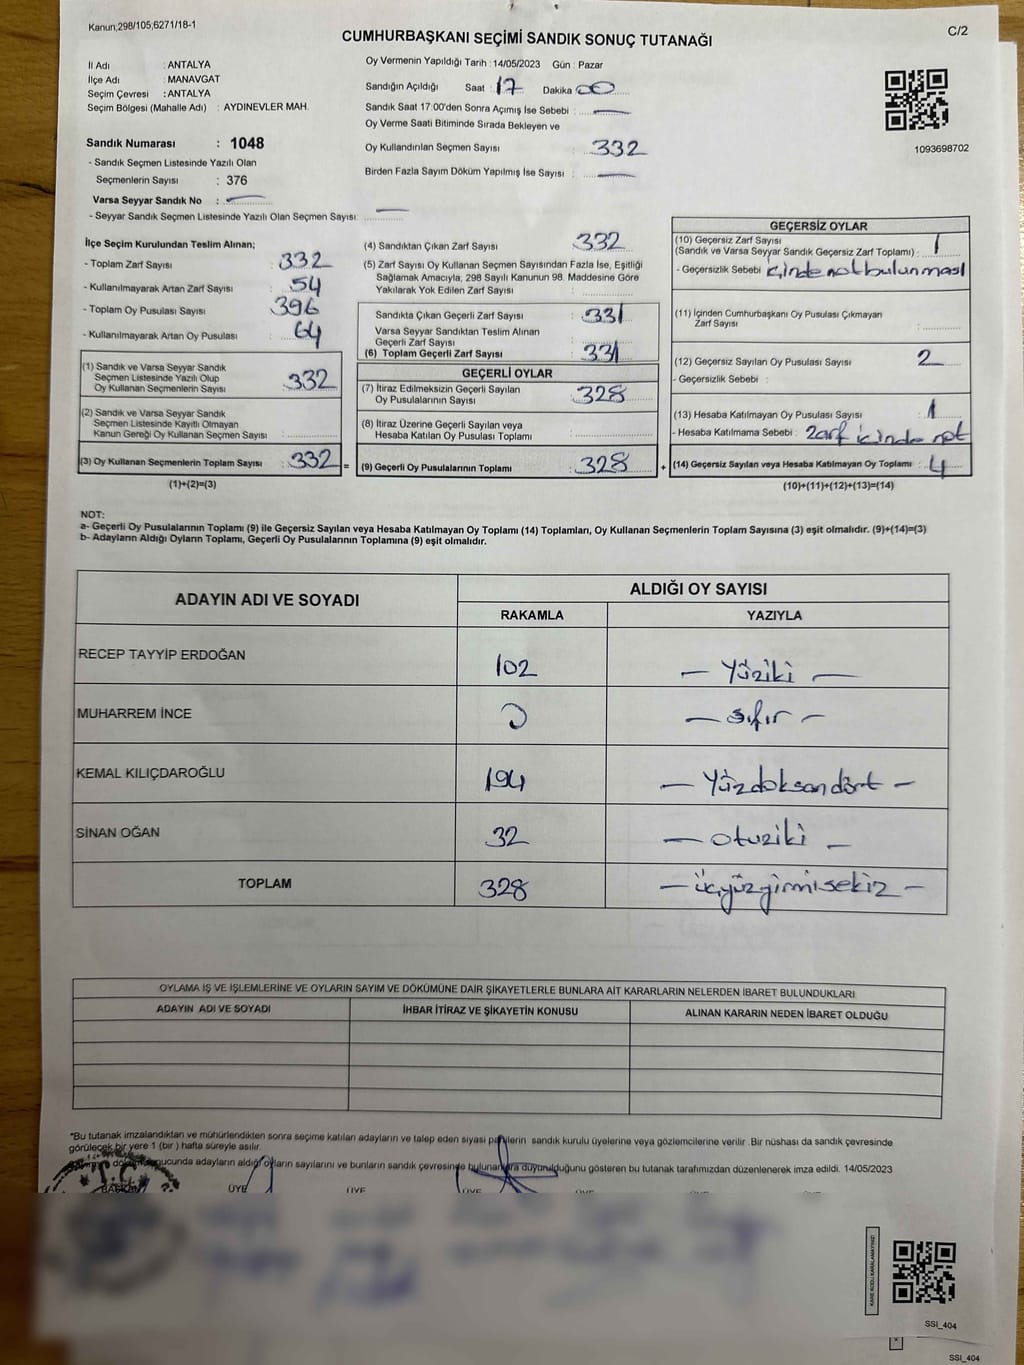 Kanun;298/105,6271/18-1
C/2
CUMHURBAŞKANI SEÇİMİ SANDIK SONUÇ TUTANAĞI
İl Adı : ANTALYA
İlçe Adı : MANAVGAT
Seçim Çevresi : ANTALYA
Seçim Bölgesi (Mahalle Adı) : AYDINEVLER MAH.
Sandık Numarası : 1048
- Sandık Seçmen Listesinde Yazılı Olan
Seçmenlerin Sayısı : 376
Varsa Seyyar Sandık No : —
- Seyyar Sandık Seçmen Listesinde Yazılı Olan Seçmen Sayısı: —
Oy Vermenin Yapıldığı Tarih : 14/05/2023 Gün : Pazar
Sandığın Açıldığı Saat : 17 Dakika 00
Sandık Saat 17:00'den Sonra Açımış İse Sebebi : —
Oy Verme Saati Bitiminde Sırada Bekleyen ve
Oy Kullandırılan Seçmen Sayısı : 332
Birden Fazla Sayım Döküm Yapılmış İse Sayısı : —
1093698702
İlçe Seçim Kurulundan Teslim Alınan;
- Toplam Zarf Sayısı : 332
- Kullanılmayarak Artan Zarf Sayısı : 54
- Toplam Oy Pusulası Sayısı : 396
- Kullanılmayarak Artan Oy Pusulası : 64
(1) Sandık ve Varsa Seyyar Sandık
Seçmen Listesinde Yazılı Olup
Oy Kullanan Seçmenlerin Sayısı : 332
(2) Sandık ve Varsa Seyyar Sandık
Seçmen Listesinde Kayıtlı Olmayan
Kanun Gereği Oy Kullanan Seçmen Sayısı :
(3) Oy Kullanan Seçmenlerin Toplam Sayısı : 332 =
(1)+(2)=(3)
(4) Sandıktan Çıkan Zarf Sayısı : 332
(5) Zarf Sayısı Oy Kullanan Seçmen Sayısından Fazla İse, Eşitliği
Sağlamak Amacıyla, 298 Sayılı Kanunun 98. Maddesine Göre
Yakılarak Yok Edilen Zarf Sayısı :
Sandıkta Çıkan Geçerli Zarf Sayısı : 331
Varsa Seyyar Sandıktan Teslim Alınan
Geçerli Zarf Sayısı :
(6) Toplam Geçerli Zarf Sayısı : 331
GEÇERLİ OYLAR
(7) İtiraz Edilmeksizin Geçerli Sayılan
Oy Pusulalarının Sayısı : 328
(8) İtiraz Üzerine Geçerli Sayılan veya
Hesaba Katılan Oy Pusulası Toplamı :
(9) Geçerli Oy Pusulalarının Toplamı : 328 +
GEÇERSİZ OYLAR
(10) Geçersiz Zarf Sayısı
(Sandık ve Varsa Seyyar Sandık Geçersiz Zarf Toplamı) : 1
- Geçersizlik Sebebi : içinde not bulunması
(11) İçinden Cumhurbaşkanı Oy Pusulası Çıkmayan
Zarf Sayısı :
(12) Geçersiz Sayılan Oy Pusulası Sayısı : 2
- Geçersizlik Sebebi :
(13) Hesaba Katılmayan Oy Pusulası Sayısı : 1
- Hesaba Katılmama Sebebi : Zarf içinde not
(14) Geçersiz Sayılan veya Hesaba Katılmayan Oy Toplamı : 4
(10)+(11)+(12)+(13)=(14)
NOT:
a- Geçerli Oy Pusulalarının Toplamı (9) ile Geçersiz Sayılan veya Hesaba Katılmayan Oy Toplamı (14) Toplamları, Oy Kullanan Seçmenlerin Toplam Sayısına (3) eşit olmalıdır. (9)+(14)=(3)
b- Adayların Aldığı Oyların Toplamı, Geçerli Oy Pusulalarının Toplamına (9) eşit olmalıdır.
ADAYIN ADI VE SOYADI
ALDIĞI OY SAYISI
RAKAMLA YAZIYLA
RECEP TAYYİP ERDOĞAN 102 — Yüziki —
MUHARREM İNCE 0 — sıfır —
KEMAL KILIÇDAROĞLU 194 — Yüzdoksandört —
SİNAN OĞAN 32 — otuziki —
TOPLAM 328 — üçyüzyirmisekiz —
OYLAMA İŞ VE İŞLEMLERİNE VE OYLARIN SAYIM VE DÖKÜMÜNE DAİR ŞİKAYETLERLE BUNLARA AİT KARARLARIN NELERDEN İBARET BULUNDUKLARI
ADAYIN ADI VE SOYADI İHBAR İTİRAZ VE ŞİKAYETİN KONUSU ALINAN KARARIN NEDEN İBARET OLDUĞU
*Bu tutanak imzalandıktan ve mühürlendikten sonra seçime katılan adayların ve talep eden siyasi partilerin sandık kurulu üyelerine veya gözlemcilerine verilir .Bir nüshası da sandık çevresinde
görülecek bir yere 1 (bir ) hafta süreyle asılır.
sonucunda adayların aldığı oyların sayılarını ve bunların sandık çevresinde bulunanlara duyurulduğunu gösteren bu tutanak tarafımızdan düzenlenerek imza edildi. 14/05/2023
T.C.
BAŞKAN ÜYE ÜYE ÜYE ÜYE ÜYE
SSI_404
SSI_404